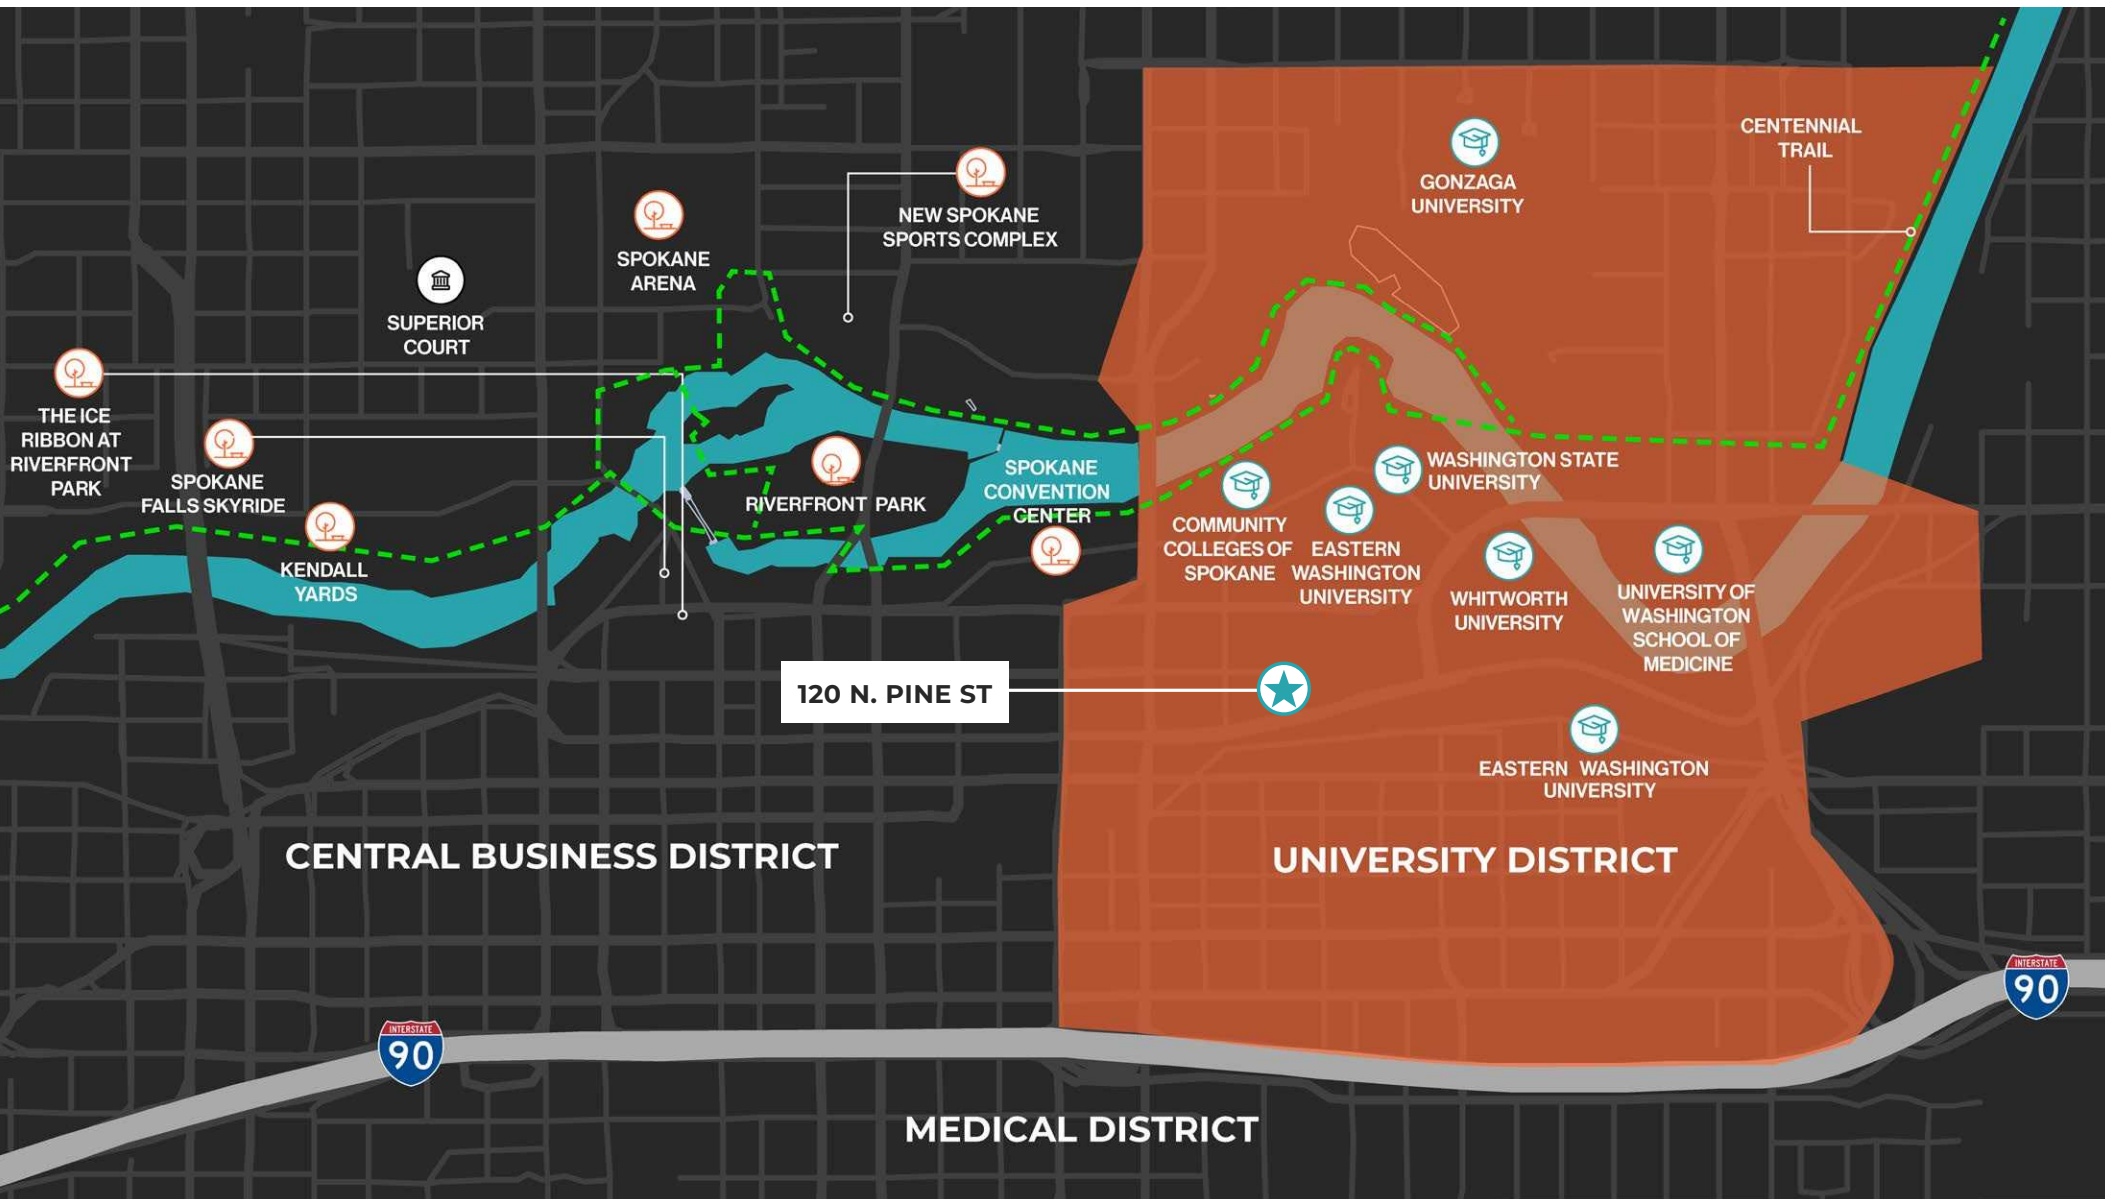 CENTENNIAL
TRAIL
GONZAGA
UNIVERSITY
NEW SPOKANE
SPORTS COMPLEX
SPOKANE
ARENA
SUPERIOR
COURT
THE ICE
RIBBON AT
RIVERFRONT
PARK
SPOKANE
FALLS SKYRIDE
KENDALL
YARDS
RIVERFRONT PARK
SPOKANE
CONVENTION
CENTER
WASHINGTON STATE
UNIVERSITY
COMMUNITY
COLLEGES OF
SPOKANE
EASTERN
WASHINGTON
UNIVERSITY
WHITWORTH
UNIVERSITY
UNIVERSITY OF
WASHINGTON
SCHOOL OF
MEDICINE
120 N. PINE ST
EASTERN WASHINGTON
UNIVERSITY
CENTRAL BUSINESS DISTRICT
UNIVERSITY DISTRICT
INTERSTATE
90
INTERSTATE
90
MEDICAL DISTRICT